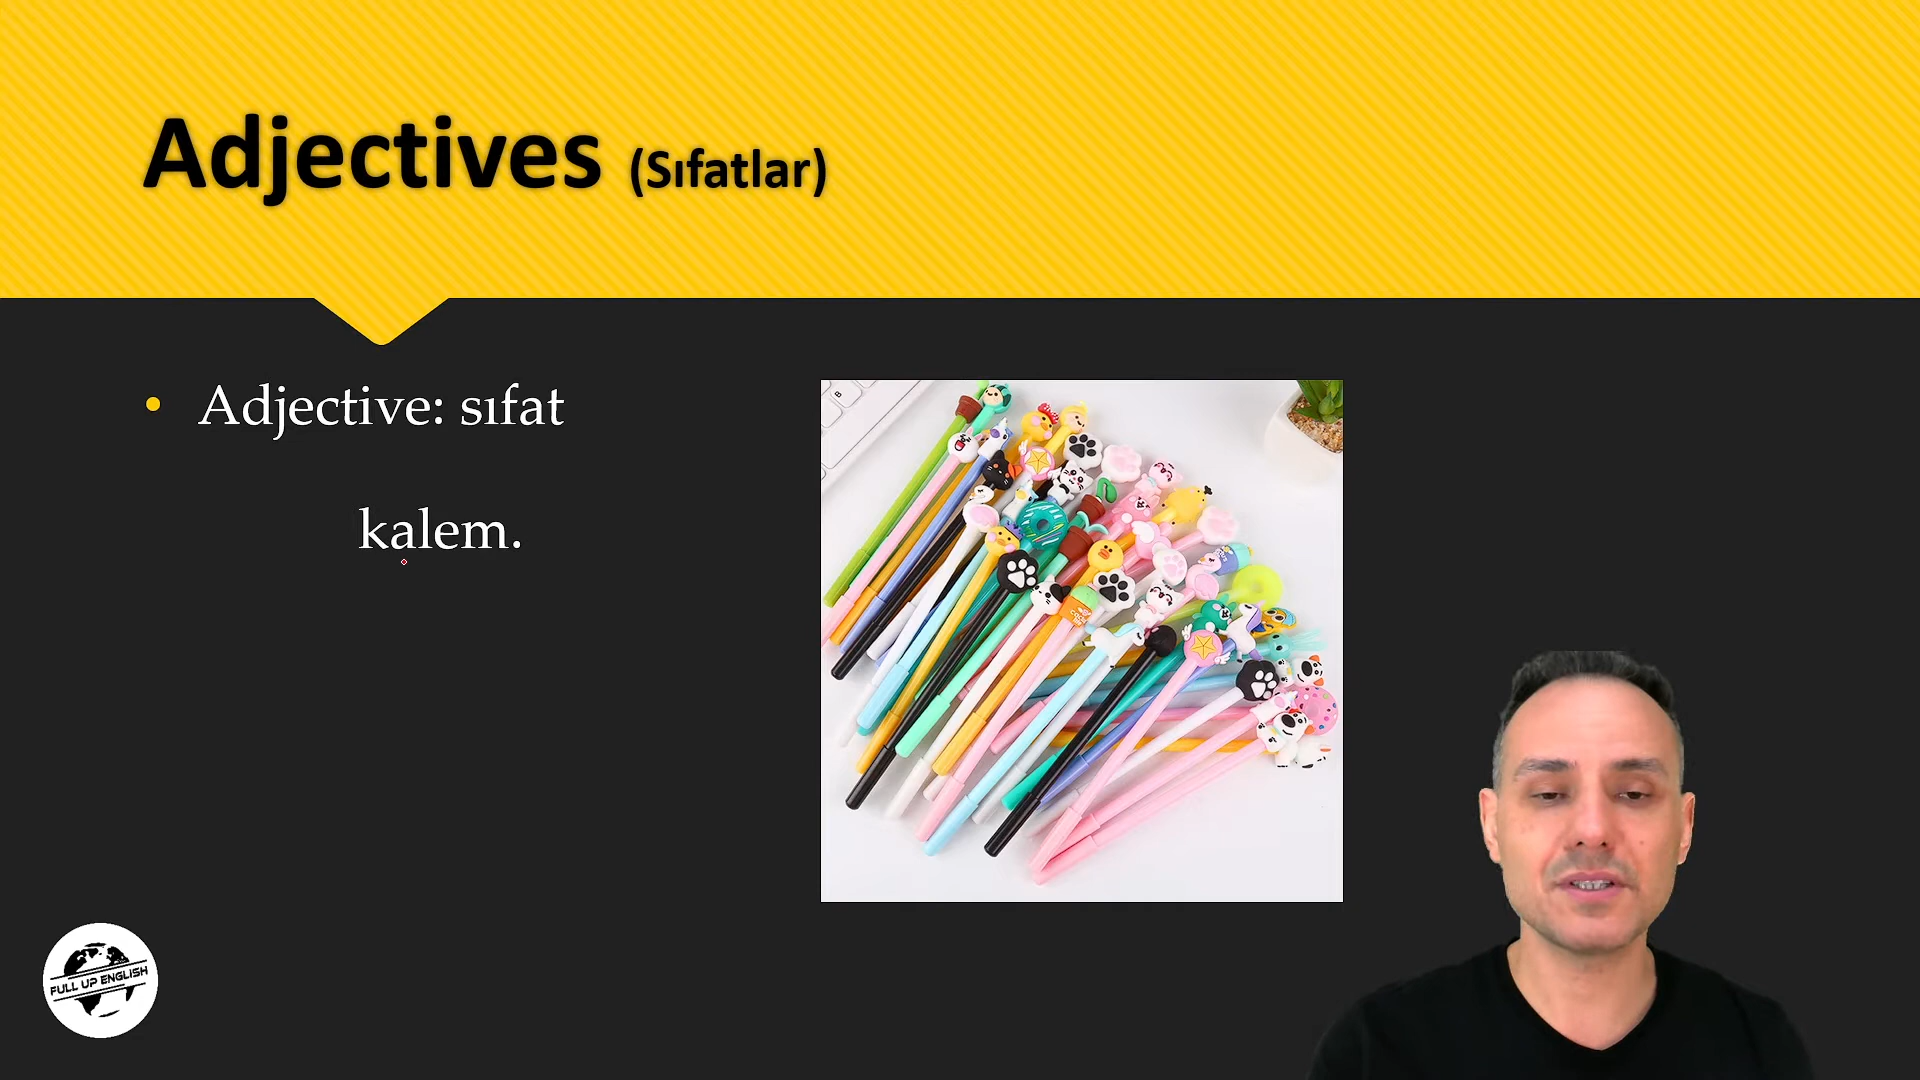 Adjectives (Sıfatlar)
• Adjective: sıfat
kalem.
FULL UP ENGLISH